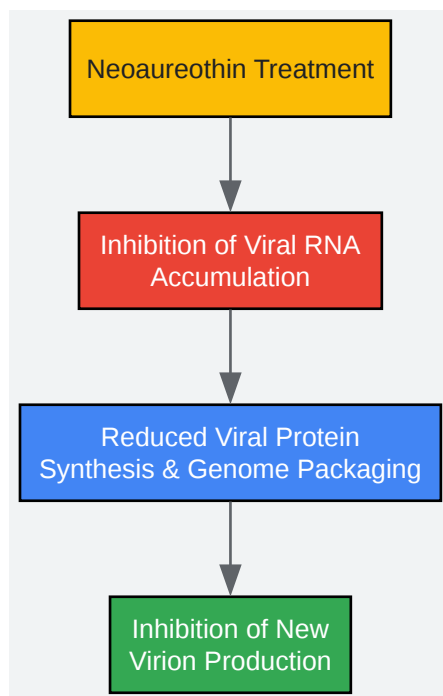 Neoaureothin Treatment
Inhibition of Viral RNA
Accumulation
Reduced Viral Protein
Synthesis & Genome Packaging
Inhibition of New
Virion Production